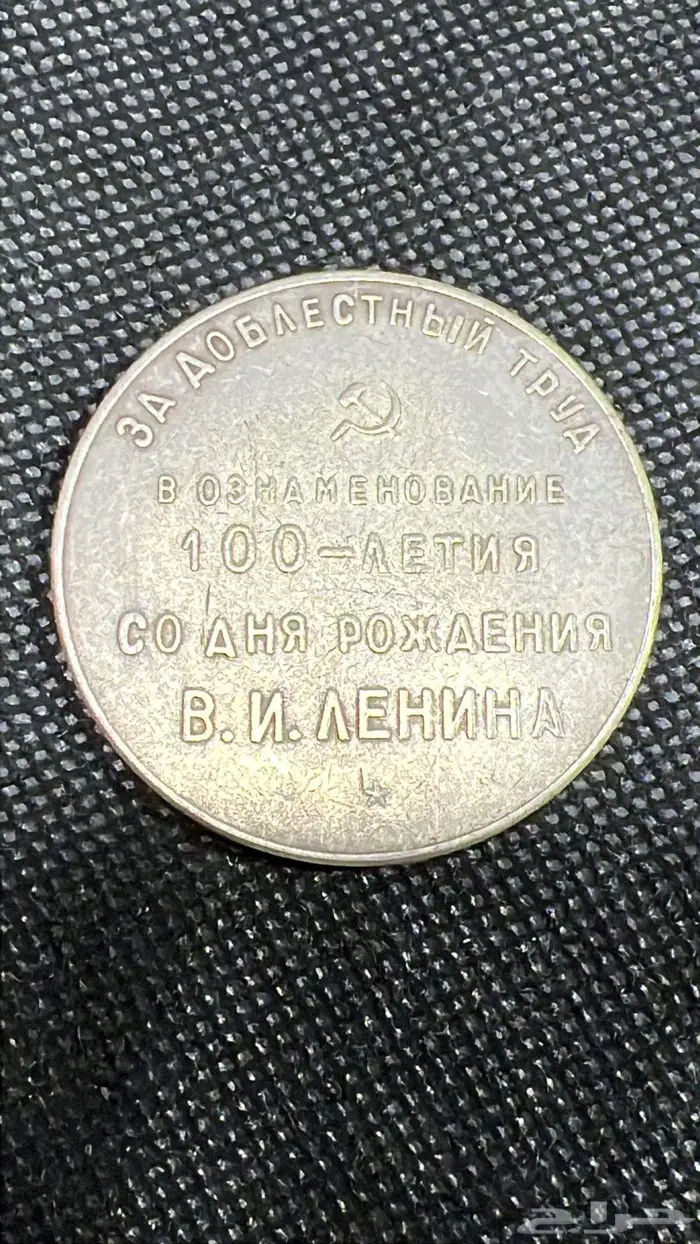 ЗА ДОБЛЕСТНЫЙ ТРУД
В ОЗНАМЕНОВАНИЕ
100-ЛЕТИЯ
СО ДНЯ РОЖДЕНИЯ
В. И. ЛЕНИНА
حراج